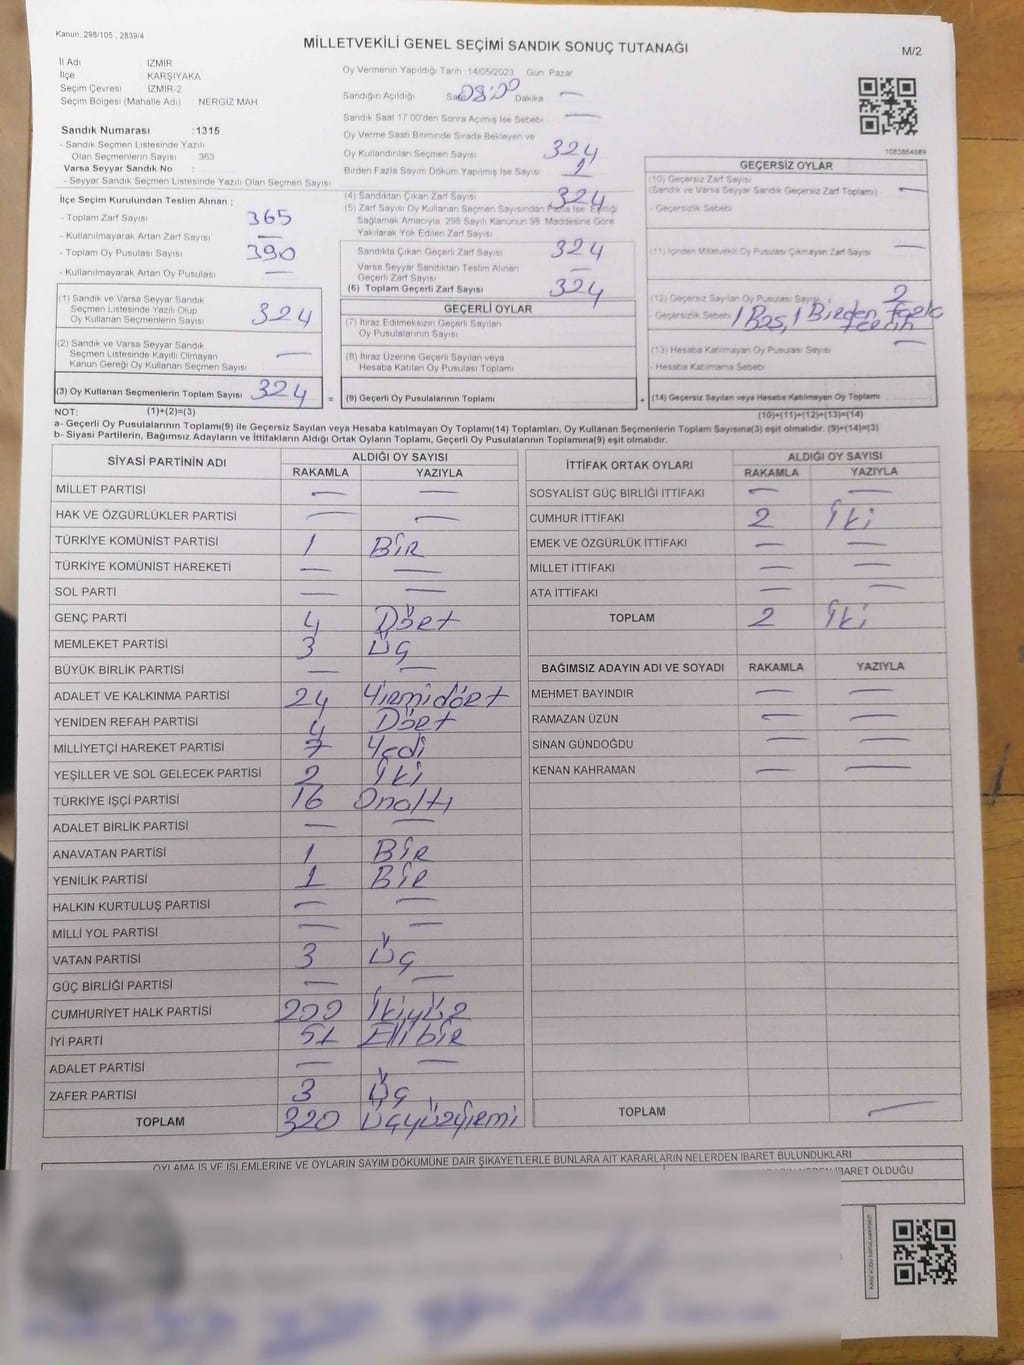 Kanun; 298/105 , 2839/4
MİLLETVEKİLİ GENEL SEÇİMİ SANDIK SONUÇ TUTANAĞI
M/2
İl Adı : İZMİR
İlçe : KARŞIYAKA
Seçim Çevresi : İZMİR-2
Seçim Bölgesi (Mahalle Adı) : NERGİZ MAH.
Sandık Numarası :1315
- Sandık Seçmen Listesinde Yazılı
Olan Seçmenlerin Sayısı 363
Varsa Seyyar Sandık No :
- Seyyar Sandık Seçmen Listesinde Yazılı Olan Seçmen Sayısı
İlçe Seçim Kurulundan Teslim Alınan ;
- Toplam Zarf Sayısı 365
- Kullanılmayarak Artan Zarf Sayısı —
- Toplam Oy Pusulası Sayısı 390
- Kullanılmayarak Artan Oy Pusulası —
(1) Sandık ve Varsa Seyyar Sandık
Seçmen Listesinde Yazılı Olup
Oy Kullanan Seçmenlerin Sayısı 324
(2) Sandık ve Varsa Seyyar Sandık
Seçmen Listesinde Kayıtlı Olmayan
Kanun Gereği Oy Kullanan Seçmen Sayısı —
(3) Oy Kullanan Seçmenlerin Toplam Sayısı 324
Oy Vermenin Yapıldığı Tarih 14/05/2023 Gün Pazar
Sandığın Açıldığı Saat 08:00 Dakika —
Sandık Saat 17.00'den Sonra Açımış İse Sebebi —
Oy Verme Saati Bitiminde Sırada Bekleyen ve
Oy Kullandırılan Seçmen Sayısı 324
Birden Fazla Sayım Döküm Yapılmış İse Sayısı 1
(4) Sandıktan Çıkan Zarf Sayısı 324
(5) Zarf Sayısı Oy Kullanan Seçmen Sayısından Fazla İse, Eşitliği
Sağlamak Amacıyla, 298 Sayılı Kanunun 98. Maddesine Göre
Yakılarak Yok Edilen Zarf Sayısı
Sandıkta Çıkan Geçerli Zarf Sayısı 324
Varsa Seyyar Sandıktan Teslim Alınan
Geçerli Zarf Sayısı —
(6) Toplam Geçerli Zarf Sayısı 324
GEÇERLİ OYLAR
(7) İtiraz Edilmeksizin Geçerli Sayılan
Oy Pusulalarının Sayısı
(8) İtiraz Üzerine Geçerli Sayılan veya
Hesaba Katılan Oy Pusulası Toplamı
= (9) Geçerli Oy Pusulalarının Toplamı
1083864889
GEÇERSİZ OYLAR
(10) Geçersiz Zarf Sayısı
(Sandık ve Varsa Seyyar Sandık Geçersiz Zarf Toplamı) —
- Geçersizlik Sebebi
(11) İçinden Milletvekili Oy Pusulası Çıkmayan Zarf Sayısı —
(12) Geçersiz Sayılan Oy Pusulası Sayısı : 2
- Geçersizlik Sebebi 1 Boş, 1 Birden fazla
tercih
(13) Hesaba Katılmayan Oy Pusulası Sayısı —
- Hesaba Katılmama Sebebi
+ (14) Geçersiz Sayılan veya Hesaba Katılmayan Oy Toplamı
NOT: (1)+(2)=(3) (10)+(11)+(12)+(13)=(14)
a- Geçerli Oy Pusulalarının Toplamı(9) ile Geçersiz Sayılan veya Hesaba katılmayan Oy Toplamı(14) Toplamları, Oy Kullanan Seçmenlerin Toplam Sayısına(3) eşit olmalıdır. (9)+(14)=(3)
b- Siyasi Partilerin, Bağımsız Adayların ve İttifakların Aldığı Ortak Oyların Toplamı, Geçerli Oy Pusulalarının Toplamına(9) eşit olmalıdır.
SİYASİ PARTİNİN ADI ALDIĞI OY SAYISI
RAKAMLA YAZIYLA
MİLLET PARTİSİ — —
HAK VE ÖZGÜRLÜKLER PARTİSİ — —
TÜRKİYE KOMÜNİST PARTİSİ 1 Bir
TÜRKİYE KOMÜNİST HAREKETİ — —
SOL PARTİ — —
GENÇ PARTİ 4 Dört
MEMLEKET PARTİSİ 3 Üç
BÜYÜK BİRLİK PARTİSİ — —
ADALET VE KALKINMA PARTİSİ 24 Yirmidört
YENİDEN REFAH PARTİSİ 4 Dört
MİLLİYETÇİ HAREKET PARTİSİ 7 Yedi
YEŞİLLER VE SOL GELECEK PARTİSİ 2 İki
TÜRKİYE İŞÇİ PARTİSİ 16 Onaltı
ADALET BİRLİK PARTİSİ — —
ANAVATAN PARTİSİ 1 Bir
YENİLİK PARTİSİ 1 Bir
HALKIN KURTULUŞ PARTİSİ — —
MİLLİ YOL PARTİSİ — —
VATAN PARTİSİ 3 Üç
GÜÇ BİRLİĞİ PARTİSİ — —
CUMHURİYET HALK PARTİSİ 200 İkiyüz
İYİ PARTİ 51 Ellibir
ADALET PARTİSİ — —
ZAFER PARTİSİ 3 Üç
TOPLAM 320 Üçyüzyirmi
İTTİFAK ORTAK OYLARI ALDIĞI OY SAYISI
RAKAMLA YAZIYLA
SOSYALİST GÜÇ BİRLİĞİ İTTİFAKI — —
CUMHUR İTTİFAKI 2 İki
EMEK VE ÖZGÜRLÜK İTTİFAKI — —
MİLLET İTTİFAKI — —
ATA İTTİFAKI — —
TOPLAM 2 İki
BAĞIMSIZ ADAYIN ADI VE SOYADI RAKAMLA YAZIYLA
MEHMET BAYINDIR — —
RAMAZAN ÜZÜN — —
SİNAN GÜNDOĞDU — —
KENAN KAHRAMAN — —
TOPLAM —
OYLAMA İŞ VE İŞLEMLERİNE VE OYLARIN SAYIM DÖKÜMÜNE DAİR ŞİKAYETLERLE BUNLARA AİT KARARLARIN NELERDEN İBARET BULUNDUKLARI
İBARET OLDUĞU